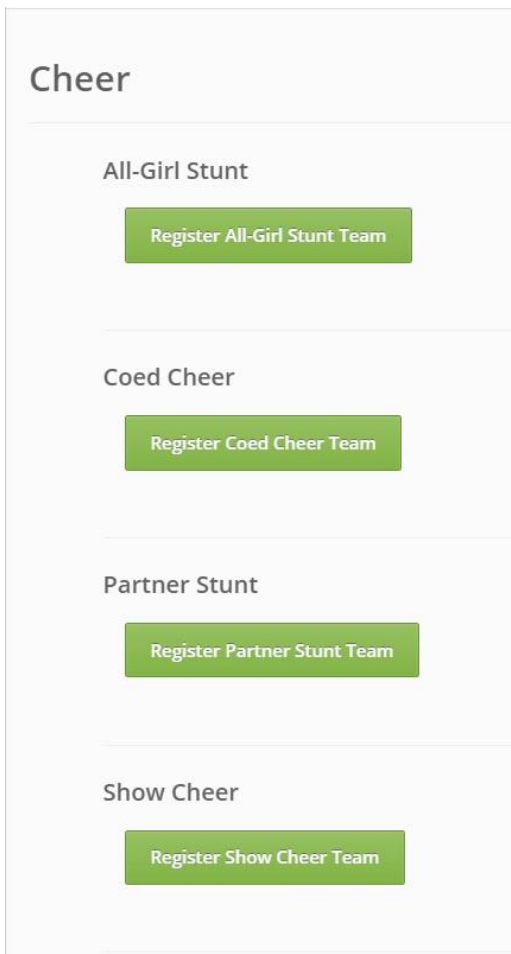 Cheer
All-Girl Stunt
Register All-Girl Stunt Team
Coed Cheer
Register Coed Cheer Team
Partner Stunt
Register Partner Stunt Team
Show Cheer
Register Show Cheer Team